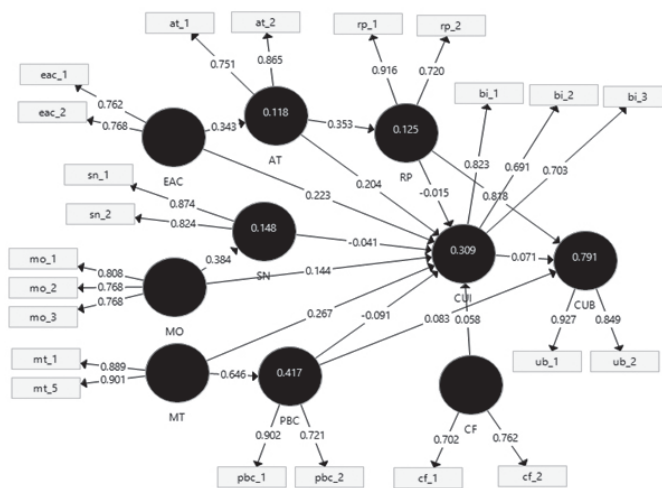 at_1
at_2
rp_1
rp_2
0.751
0.865
0.916
0.720
eac_1
eac_2
0.762
0.768
bi_1
bi_2
bi_3
0.118
0.343
0.353
0.125
EAC
AT
RP
0.823
0.691
0.703
sn_1
sn_2
0.874
0.824
0.223
0.204
-0.015
0.818
0.148
-0.041
SN
0.384
0.144
0.309
0.071
0.791
CUI
CUB
mo_1
mo_2
mo_3
0.808
0.768
0.768
MO
0.267
-0.091
0.083
0.058
0.927
0.849
ub_1
ub_2
mt_1
mt_5
0.889
0.901
0.646
0.417
MT
PBC
CF
0.902
0.721
0.702
0.762
pbc_1
pbc_2
cf_1
cf_2